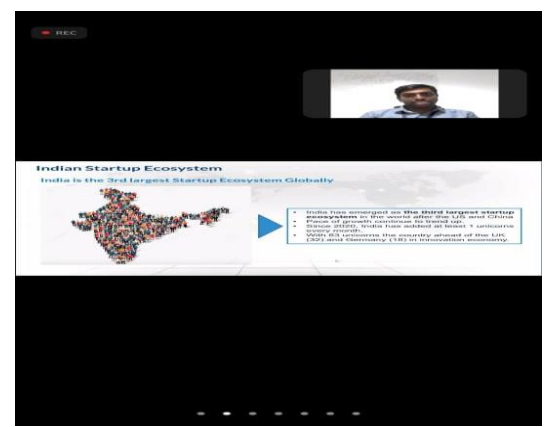 REC
Indian Startup Ecosystem
India is the 3rd largest Startup Ecosystem Globally
• India has emerged as the third largest startup
ecosystem in the world after the US and China
• Pace of growth continue to trend up.
• Since 2020, India has added at least 1 unicorns
every month.
• With 83 unicorns the country ahead of the UK
(32) and Germany (18) in innovation economy.